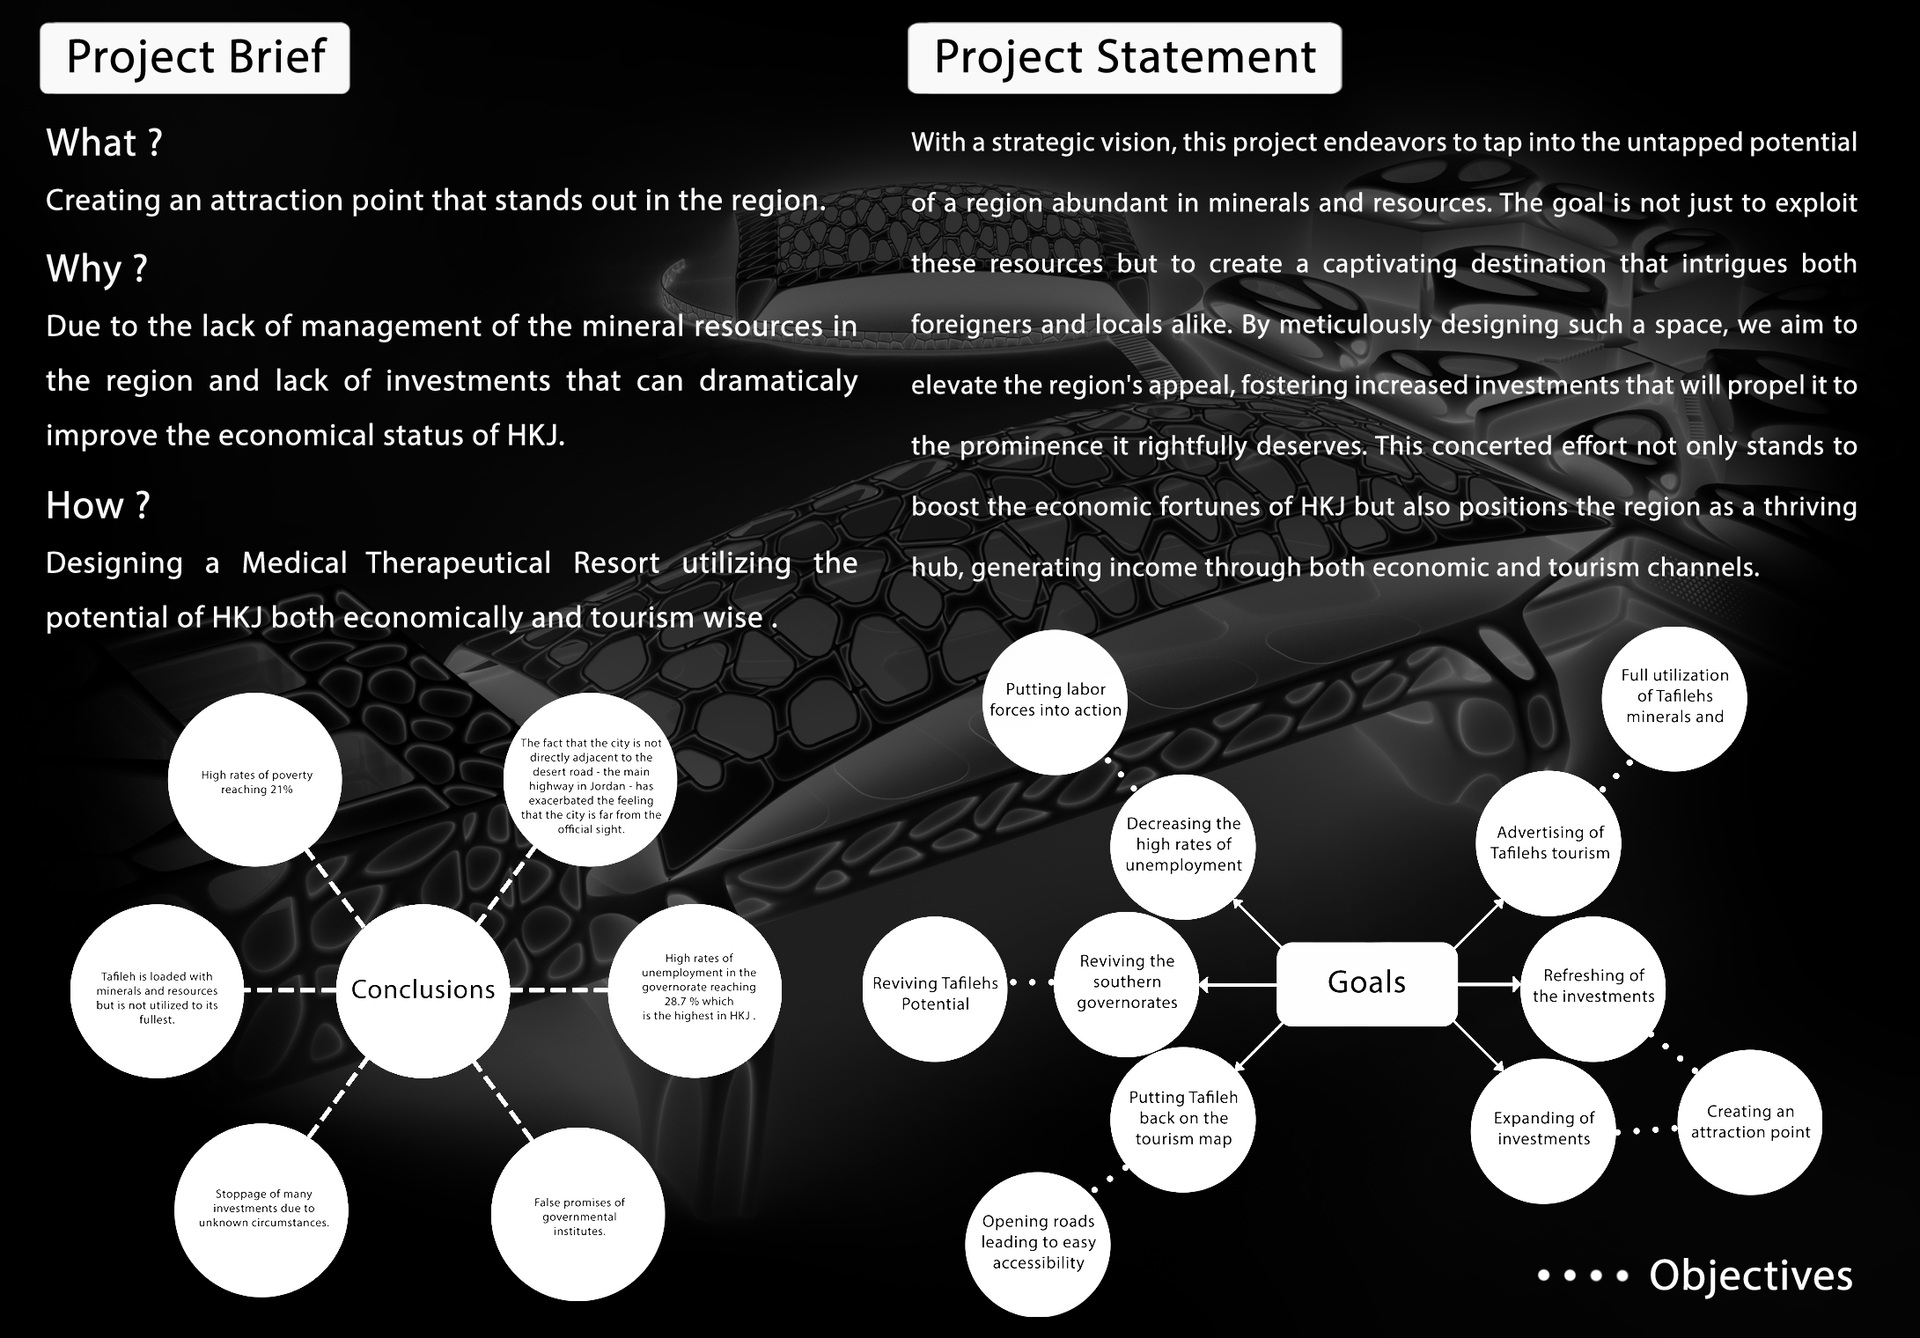 Project Brief
What ?
Creating an attraction point that stands out in the region.
Why ?
Due to the lack of management of the mineral resources in
the region and lack of investments that can dramaticaly
improve the economical status of HKJ.
How ?
Designing a Medical Therapeutical Resort utilizing the
potential of HKJ both economically and tourism wise .
Project Statement
With a strategic vision, this project endeavors to tap into the untapped potential
of a region abundant in minerals and resources. The goal is not just to exploit
these resources but to create a captivating destination that intrigues both
foreigners and locals alike. By meticulously designing such a space, we aim to
elevate the region's appeal, fostering increased investments that will propel it to
the prominence it rightfully deserves. This concerted effort not only stands to
boost the economic fortunes of HKJ but also positions the region as a thriving
hub, generating income through both economic and tourism channels.
High rates of poverty
reaching 21%
The fact that the city is not
directly adjacent to the
desert road - the main
highway in Jordan - has
exacerbated the feeling
that the city is far from the
official sight.
Tafileh is loaded with
minerals and resources
but is not utilized to its
fullest.
Conclusions
High rates of
unemployment in the
governorate reaching
28.7 % which
is the highest in HKJ .
Stoppage of many
investments due to
unknown circumstances.
False promises of
governmental
institutes.
Putting labor
forces into action
Full utilization
of Tafilehs
minerals and
Decreasing the
high rates of
unemployment
Advertising of
Tafilehs tourism
Reviving Tafilehs
Potential
Reviving the
southern
governorates
Goals
Refreshing of
the investments
Putting Tafileh
back on the
tourism map
Expanding of
investments
Creating an
attraction point
Opening roads
leading to easy
accessibility
Objectives